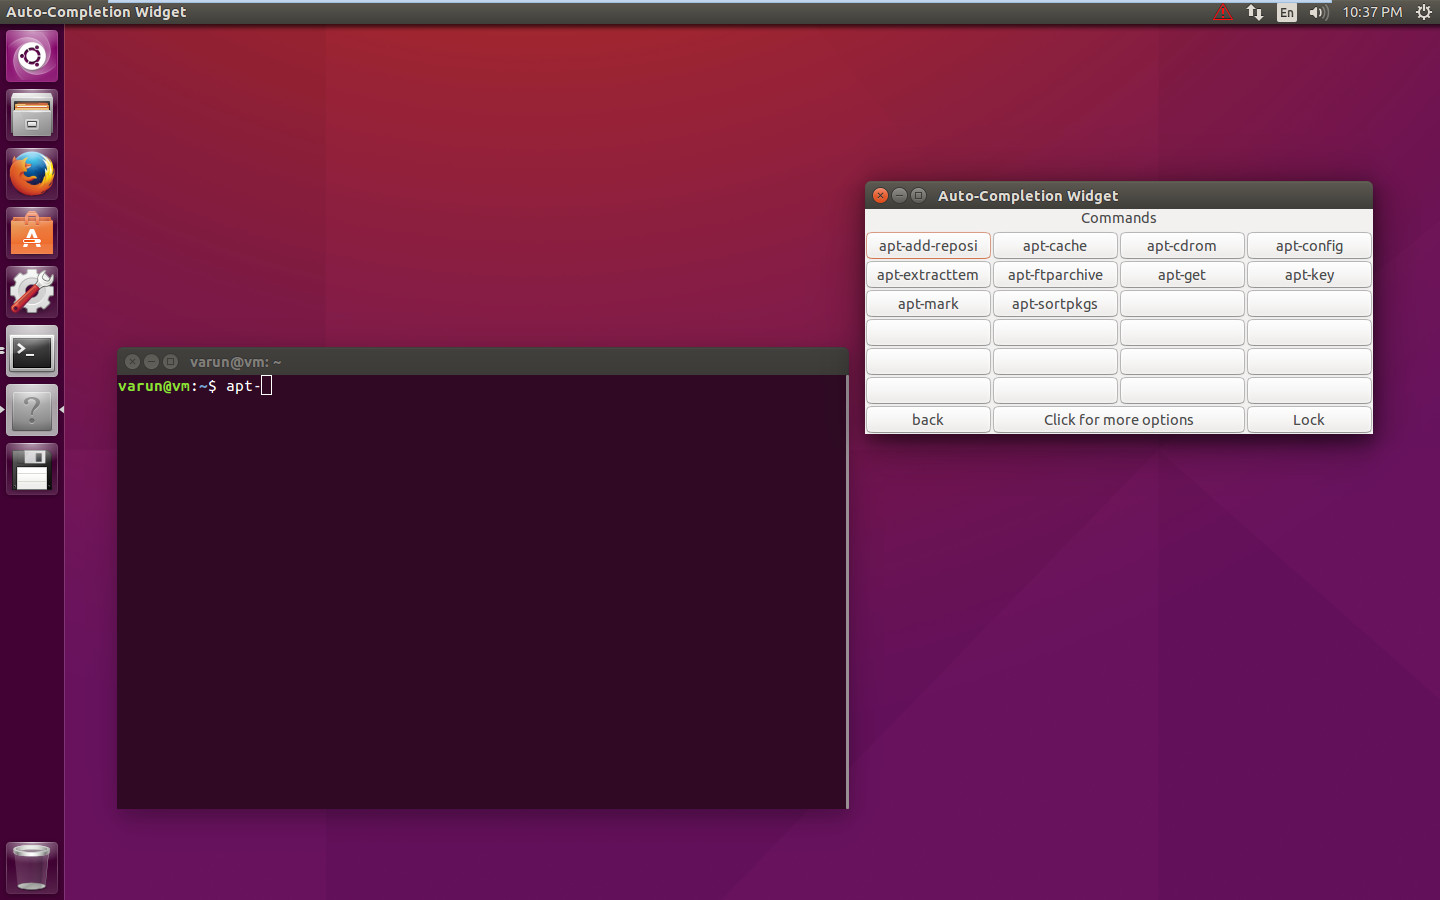 Auto-Completion Widget
En
10:37 PM
Auto-Completion Widget
Commands
apt-add-reposi apt-cache apt-cdrom apt-config
apt-extracttem apt-ftparchive apt-get apt-key
apt-mark apt-sortpkgs
back Click for more options Lock
varun@vm: ~
varun@vm:~$ apt-